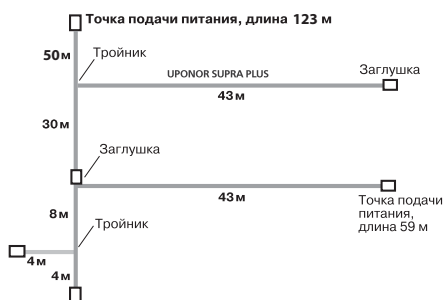 Точка подачи питания, длина 123 м
50м
Тройник
UPONOR SUPRA PLUS
Заглушка
43м
30м
Заглушка
43м
Точка подачи
питания,
длина 59 м
8м
Тройник
4м
4м